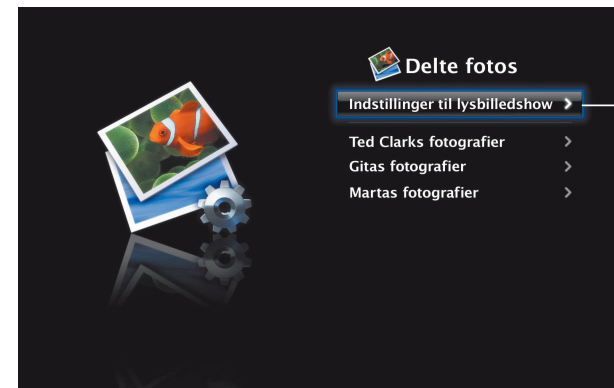 Delte fotos
Indstillinger til lysbilledshow
Ted Clarks fotografier
Gitas fotografier
Martas fotografier